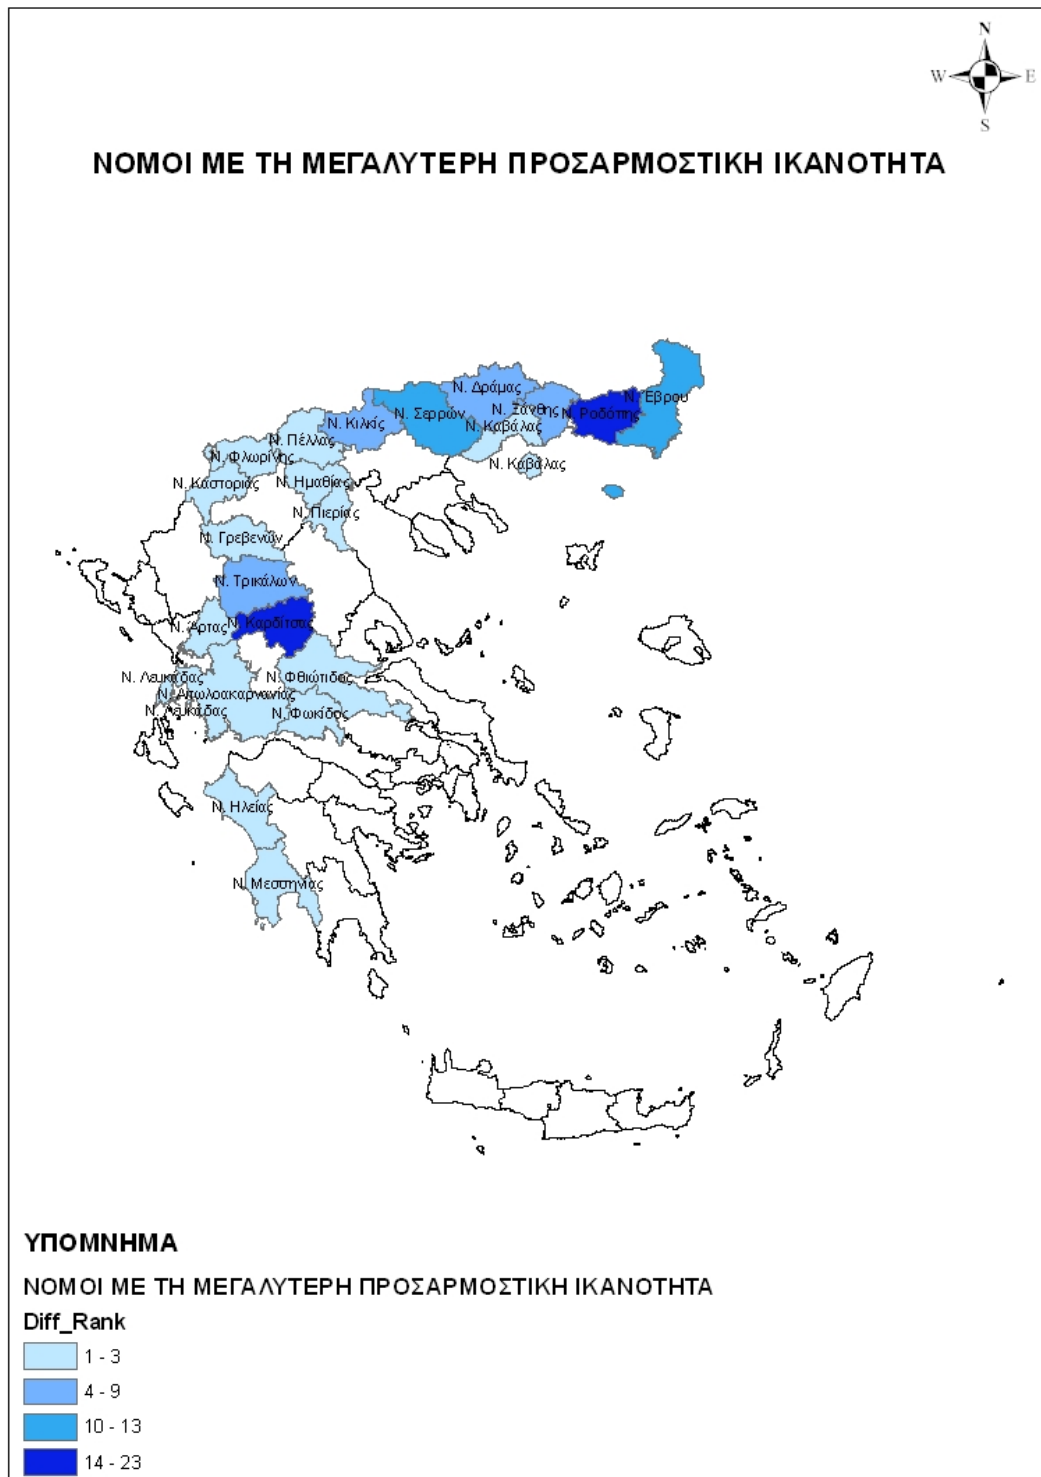 N
W E
S
ΝΟΜΟΙ ΜΕ ΤΗ ΜΕΓΑΛΥΤΕΡΗ ΠΡΟΣΑΡΜΟΣΤΙΚΗ ΙΚΑΝΟΤΗΤΑ
Ν. Δράμας
Ν. Έβρου
Ν. Ξάνθης
Ν. Ροδόπης
Ν. Σερρών
Ν. Κιλκίς
Ν. Καβάλας
Ν. Πέλλας
Ν. Φλωρίνης
Ν. Καβάλας
Ν. Καστοριάς
Ν. Ημαθίας
Ν. Πιερίας
Ν. Γρεβενών
Ν. Τρικάλων
Ν. Καρδίτσας
Ν. Άρτας
Ν. Λευκάδας
Ν. Φθιώτιδος
Ν. Αιτωλοακαρνανίας
Ν. Λευκάδας
Ν. Φωκίδος
Ν. Ηλείας
Ν. Μεσσηνίας
ΥΠΟΜΝΗΜΑ
ΝΟΜΟΙ ΜΕ ΤΗ ΜΕΓΑΛΥΤΕΡΗ ΠΡΟΣΑΡΜΟΣΤΙΚΗ ΙΚΑΝΟΤΗΤΑ
Diff_Rank
1 - 3
4 - 9
10 - 13
14 - 23